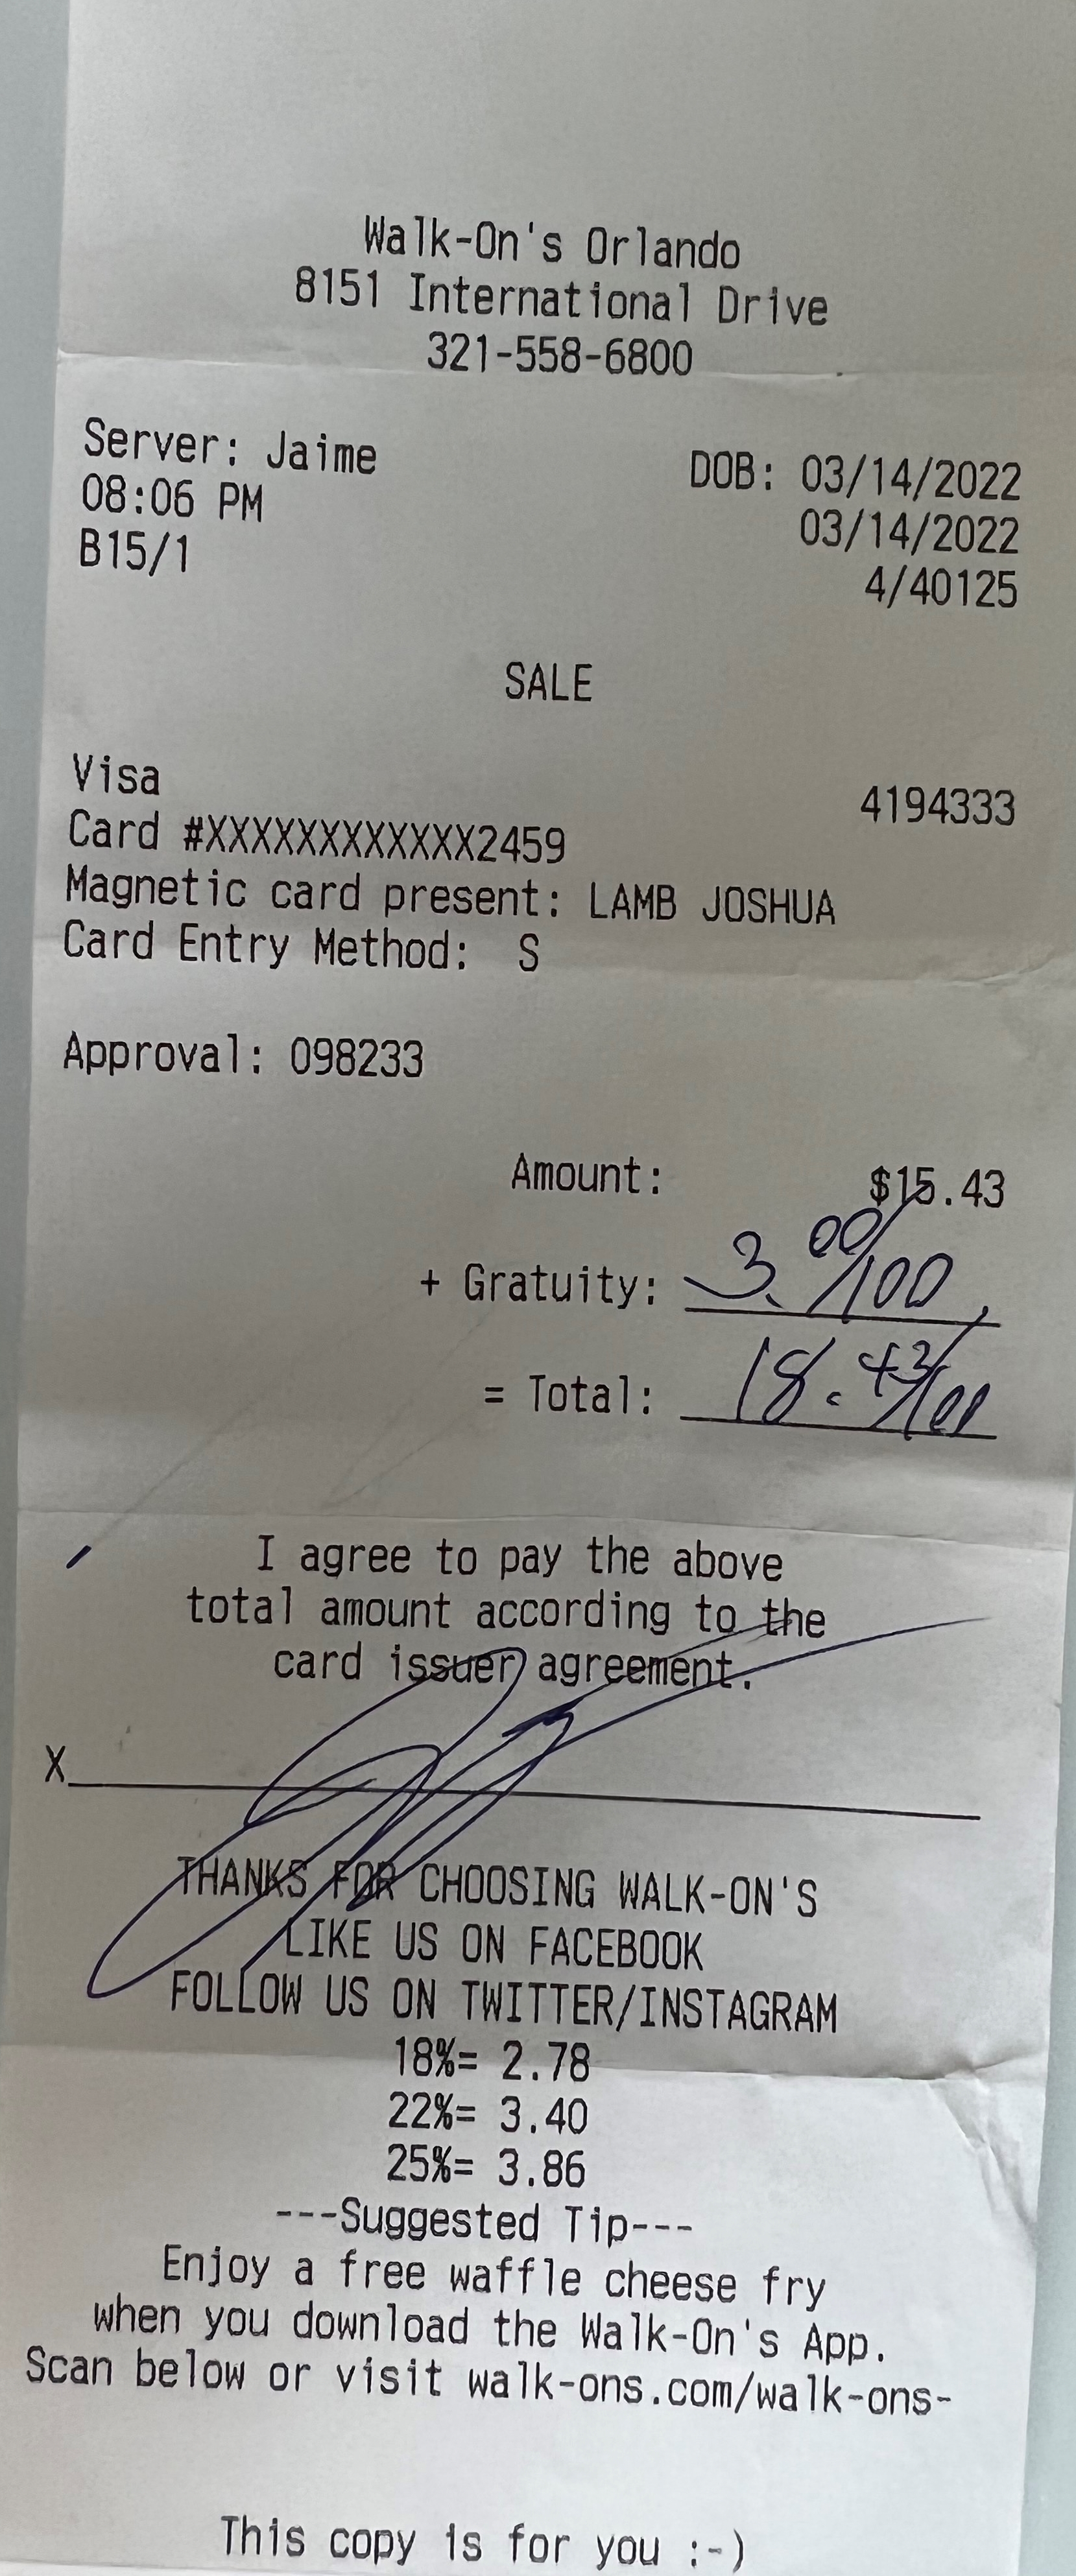 Walk-On's Orlando
8151 International Drive
321-558-6800
Server: Jaime DOB: 03/14/2022
08:06 PM 03/14/2022
B15/1 4/40125
SALE
Visa 4194333
Card #XXXXXXXXXXXX2459
Magnetic card present: LAMB JOSHUA
Card Entry Method: S
Approval: 098233
Amount: $15.43
+ Gratuity: 3. 00/100
= Total: 18. 43/100
I agree to pay the above
total amount according to the
card issuer agreement.
X
THANKS FOR CHOOSING WALK-ON'S
LIKE US ON FACEBOOK
FOLLOW US ON TWITTER/INSTAGRAM
18%= 2.78
22%= 3.40
25%= 3.86
---Suggested Tip---
Enjoy a free waffle cheese fry
when you download the Walk-On's App.
Scan below or visit walk-ons.com/walk-ons-
This copy is for you :-)